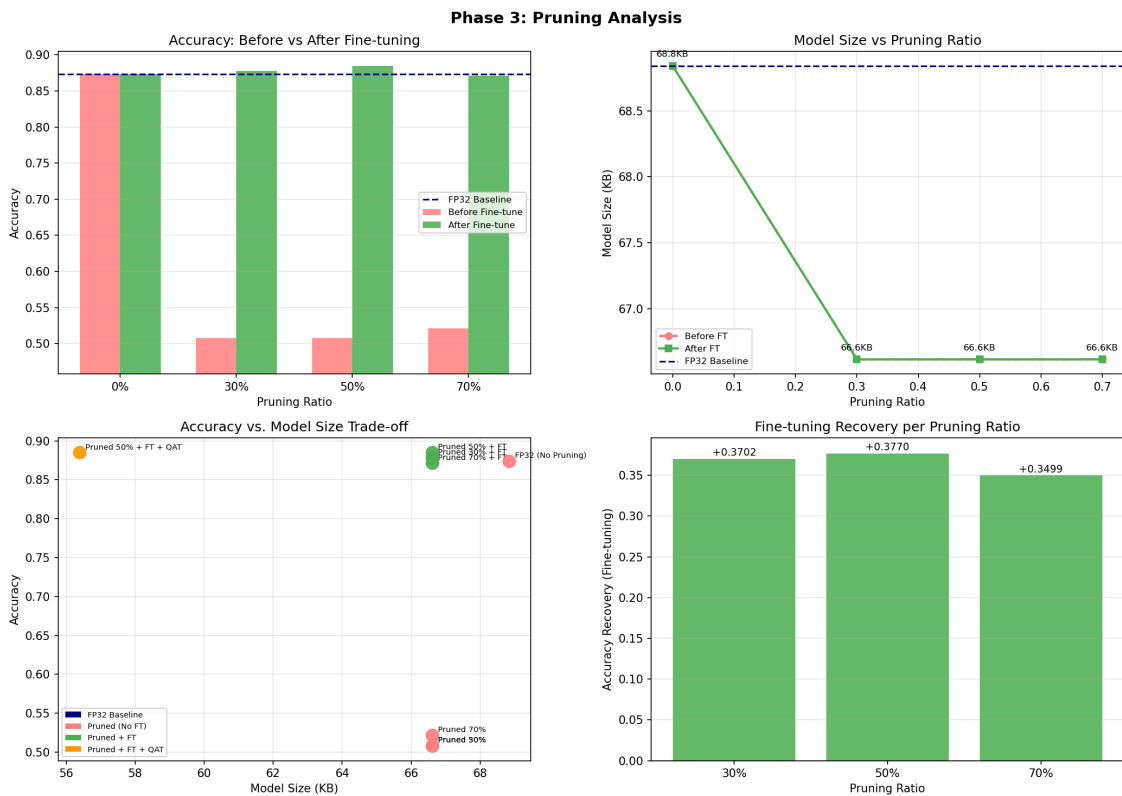 Phase 3: Pruning Analysis
Accuracy: Before vs After Fine-tuning
0.90
0.85
0.80
0.75
0.70
0.65
0.60
0.55
0.50
Accuracy
FP32 Baseline
Before Fine-tune
After Fine-tune
0%
30%
50%
70%
Pruning Ratio
Model Size vs Pruning Ratio
68.8KB
68.5
68.0
67.5
67.0
Model Size (KB)
66.6KB
66.6KB
66.6KB
Before FT
After FT
FP32 Baseline
0.0
0.1
0.2
0.3
0.4
0.5
0.6
0.7
Pruning Ratio
Accuracy vs. Model Size Trade-off
0.90
0.85
0.80
0.75
0.70
0.65
0.60
0.55
0.50
Accuracy
Pruned 50% + FT + QAT
Pruned 50% + FT
Pruned 30% + FT
Pruned 70% + FT
FP32 (No Pruning)
Pruned 70%
Pruned
FP32 Baseline
Pruned (No FT)
Pruned + FT
Pruned + FT + QAT
56
58
60
62
64
66
68
Model Size (KB)
Fine-tuning Recovery per Pruning Ratio
+0.3702
+0.3770
+0.3499
0.35
0.30
0.25
0.20
0.15
0.10
0.05
0.00
Accuracy Recovery (Fine-tuning)
30%
50%
70%
Pruning Ratio